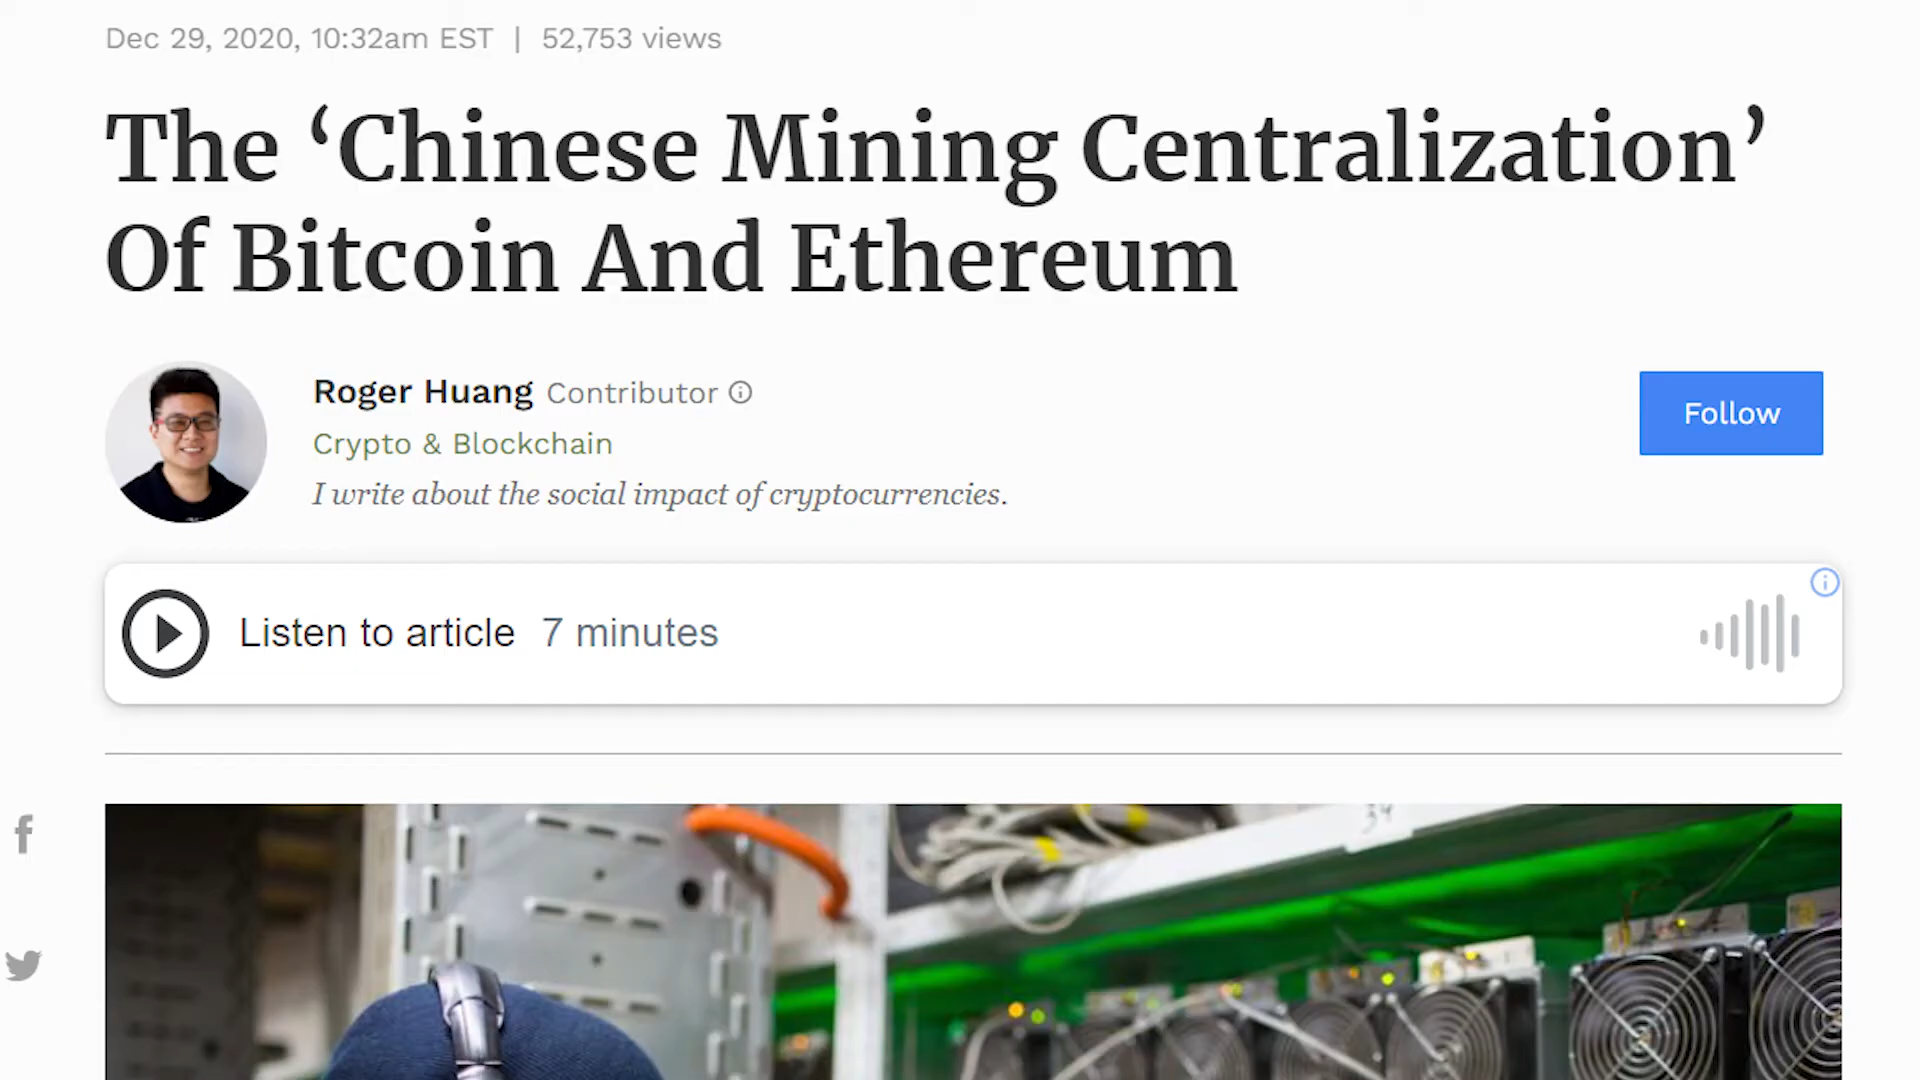 Dec 29, 2020, 10:32am EST | 52,753 views
The ‘Chinese Mining Centralization’
Of Bitcoin And Ethereum
Roger Huang Contributor
Crypto & Blockchain
I write about the social impact of cryptocurrencies.
Follow
Listen to article 7 minutes
34